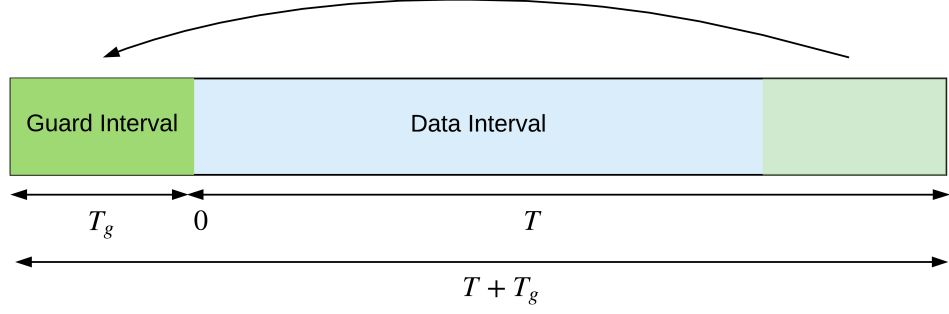 Guard Interval Data Interval
T_g 0 T
T + T_g